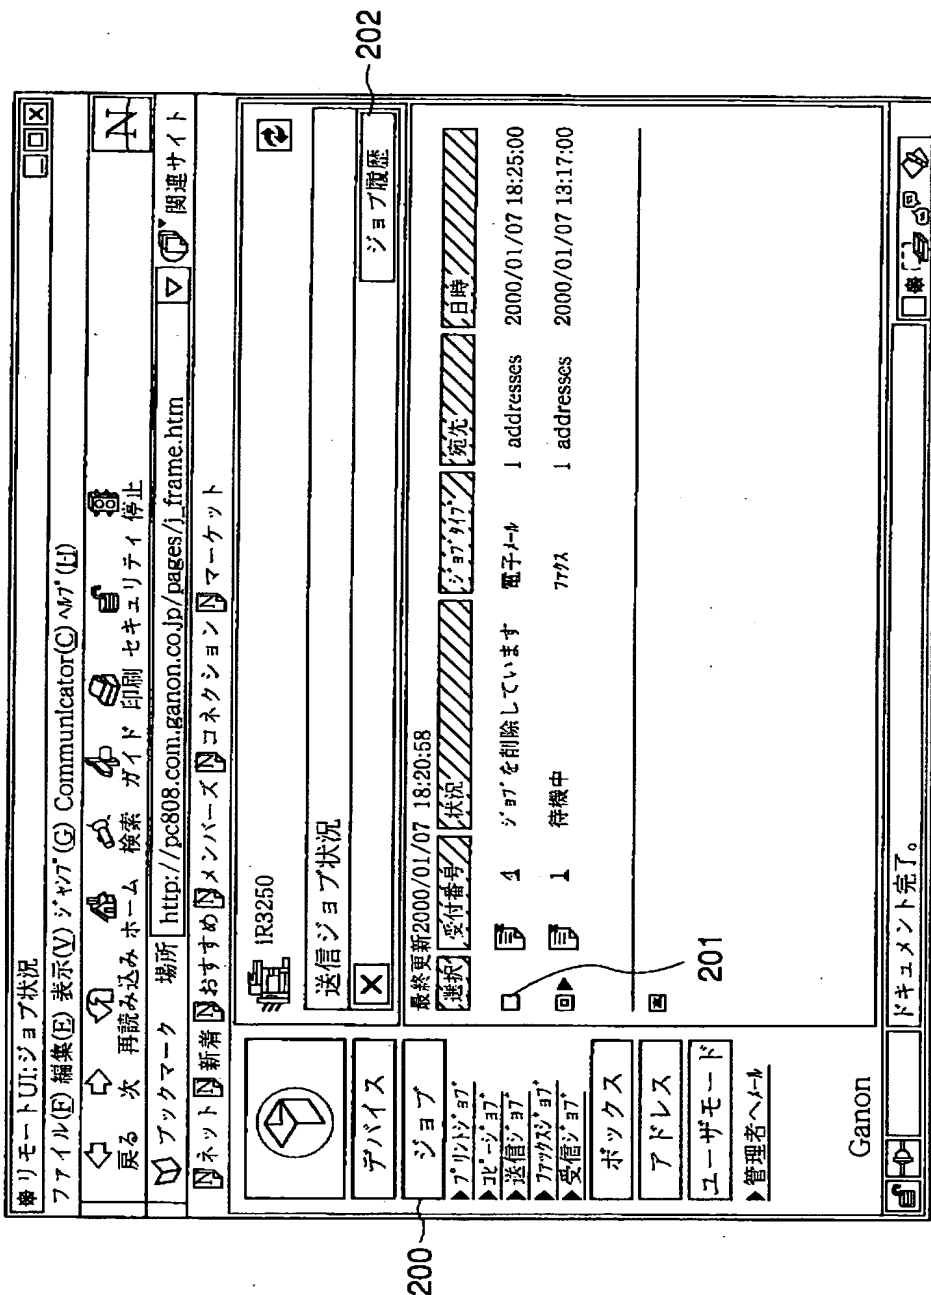 リモートUI:ジョブ状況
ファイル(F) 編集(E) 表示(V) ジャンプ(G) Communicator(C) ヘルプ(H)
戻る 次 再読み込み ホーム 検索 ガイド 印刷 セキュリティ 停止
N
ブックマーク 場所 http://pc808.com.ganon.co.jp/pages/j_frame.htm 関連サイト
ネット 新着 おすすめ メンバーズ コネクション マーケット
iR3250
送信ジョブ状況
ジョブ履歴
202
デバイス
ジョブ
200
▶プリントジョブ
▶コピージョブ
▶送信ジョブ
▶ファックスジョブ
▶受信ジョブ
ボックス
アドレス
ユーザモード
▶管理者へメール
Ganon
最終更新2000/01/07 18:20:58
選択 受付番号 状況 ジョブタイプ 宛先 日時
4 ジョブを削除しています 電子メール 1 addresses 2000/01/07 18:25:00
1 待機中 ファクス 1 addresses 2000/01/07 13:17:00
201
ドキュメント完了。